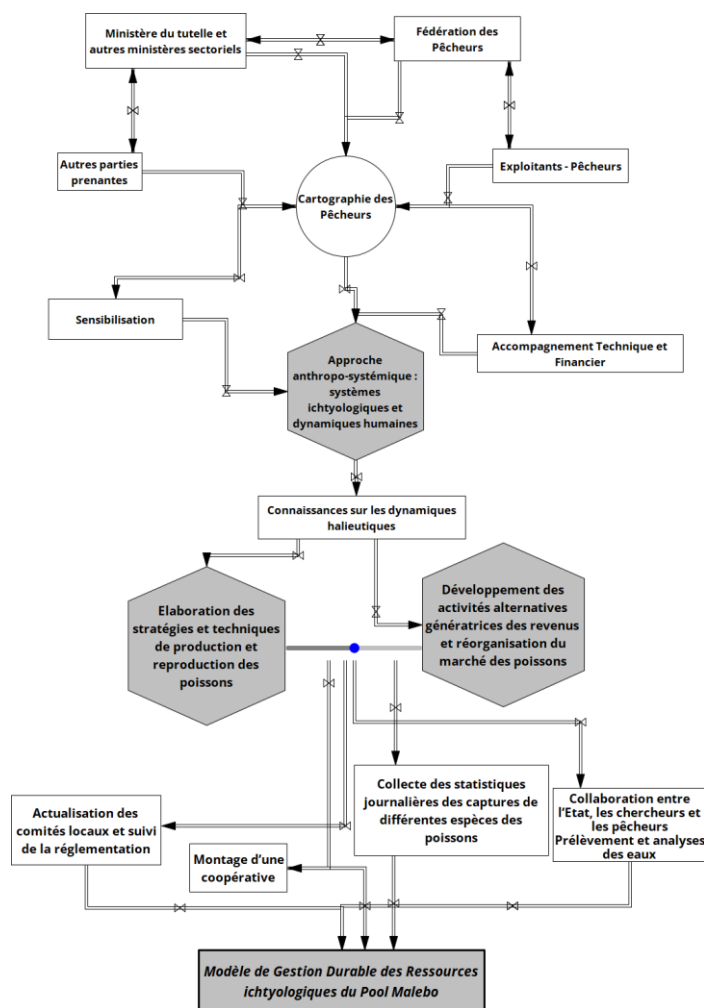 Ministère du tutelle et
autres ministères sectoriels
Fédération des
Pêcheurs
Autres parties
prenantes
Exploitants - Pêcheurs
Cartographie des
Pêcheurs
Sensibilisation
Accompagnement Technique et
Financier
Approche
anthropo-systémique :
systèmes
ichtyologiques et
dynamiques humaines
Connaissances sur les dynamiques
halieutiques
Elaboration des
stratégies et techniques
de production et
reproduction des
poissons
Développement des
activités alternatives
génératrices des revenus
et réorganisation du
marché des poissons
Actualisation des
comités locaux et suivi
de la réglementation
Montage d’une
coopérative
Collecte des statistiques
journalières des captures de
différentes espèces des
poissons
Collaboration entre
l’Etat, les chercheurs et
les pêcheurs
Prélèvement et analyses
des eaux
Modèle de Gestion Durable des Ressources
ichtyologiques du Pool Malebo